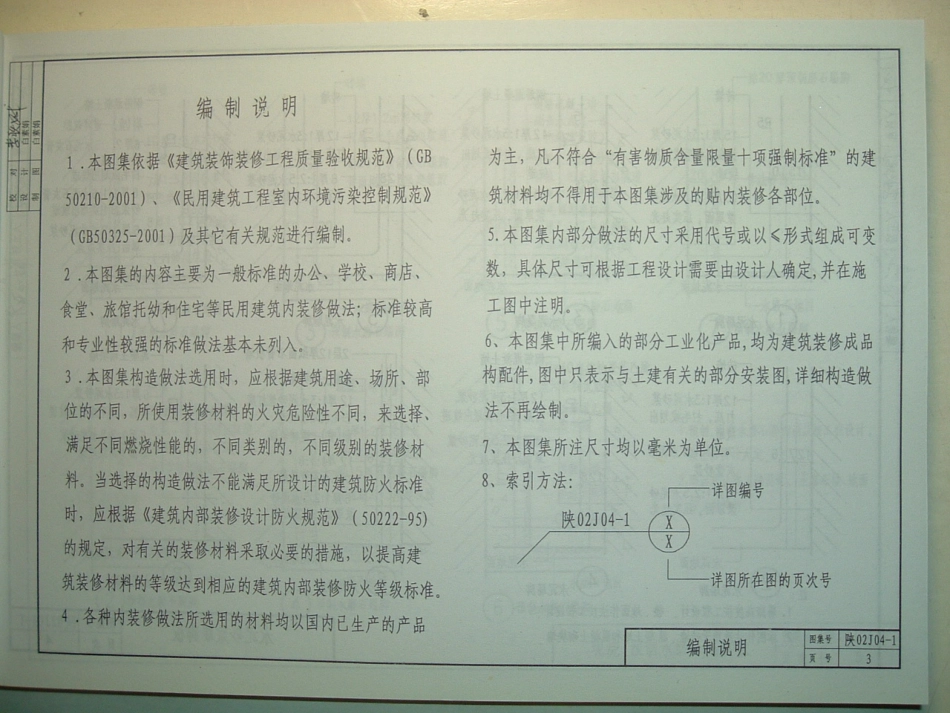 编制说明
1.本图集依据《建筑装饰装修工程质量验收规范》(GB
50210-2001)、《民用建筑工程室内环境污染控制规范》
(GB50325-2001)及其它有关规范进行编制。
2.本图集的内容主要为一般标准的办公、学校、商店、
食堂、旅馆托幼和住宅等民用建筑内装修做法；标准较高
和专业性较强的标准做法基本未列入。
3.本图集构造做法选用时，应根据建筑用途、场所、部
位的不同，所使用装修材料的火灾危险性不同，来选择、
满足不同燃烧性能的，不同类别的，不同级别的装修材
料。当选择的构造做法不能满足所设计的建筑防火标准
时，应根据《建筑内部装修设计防火规范》(50222-95)
的规定，对有关的装修材料采取必要的措施，以提高建
筑装修材料的等级达到相应的建筑内部装修防火等级标准。
4.各种内装修做法所选用的材料均以国内已生产的产品
为主，凡不符合“有害物质含量限量十项强制标准”的建
筑材料均不得用于本图集涉及的贴内装修各部位。
5.本图集内部分做法的尺寸采用代号或以≤形式组成可变
数，具体尺寸可根据工程设计需要由设计人确定,并在施
工图中注明。
6、本图集中所编入的部分工业化产品,均为建筑装修成品
构配件,图中只表示与土建有关的部分安装图,详细构造做
法不再绘制。
7、本图集所注尺寸均以毫米为单位。
8、索引方法:
详图编号
陕02J04-1
X
X
详图所在图的页次号
编制说明
图集号 陕02J04-1
页号 3
校对
设计 白素娟
制图 白素娟